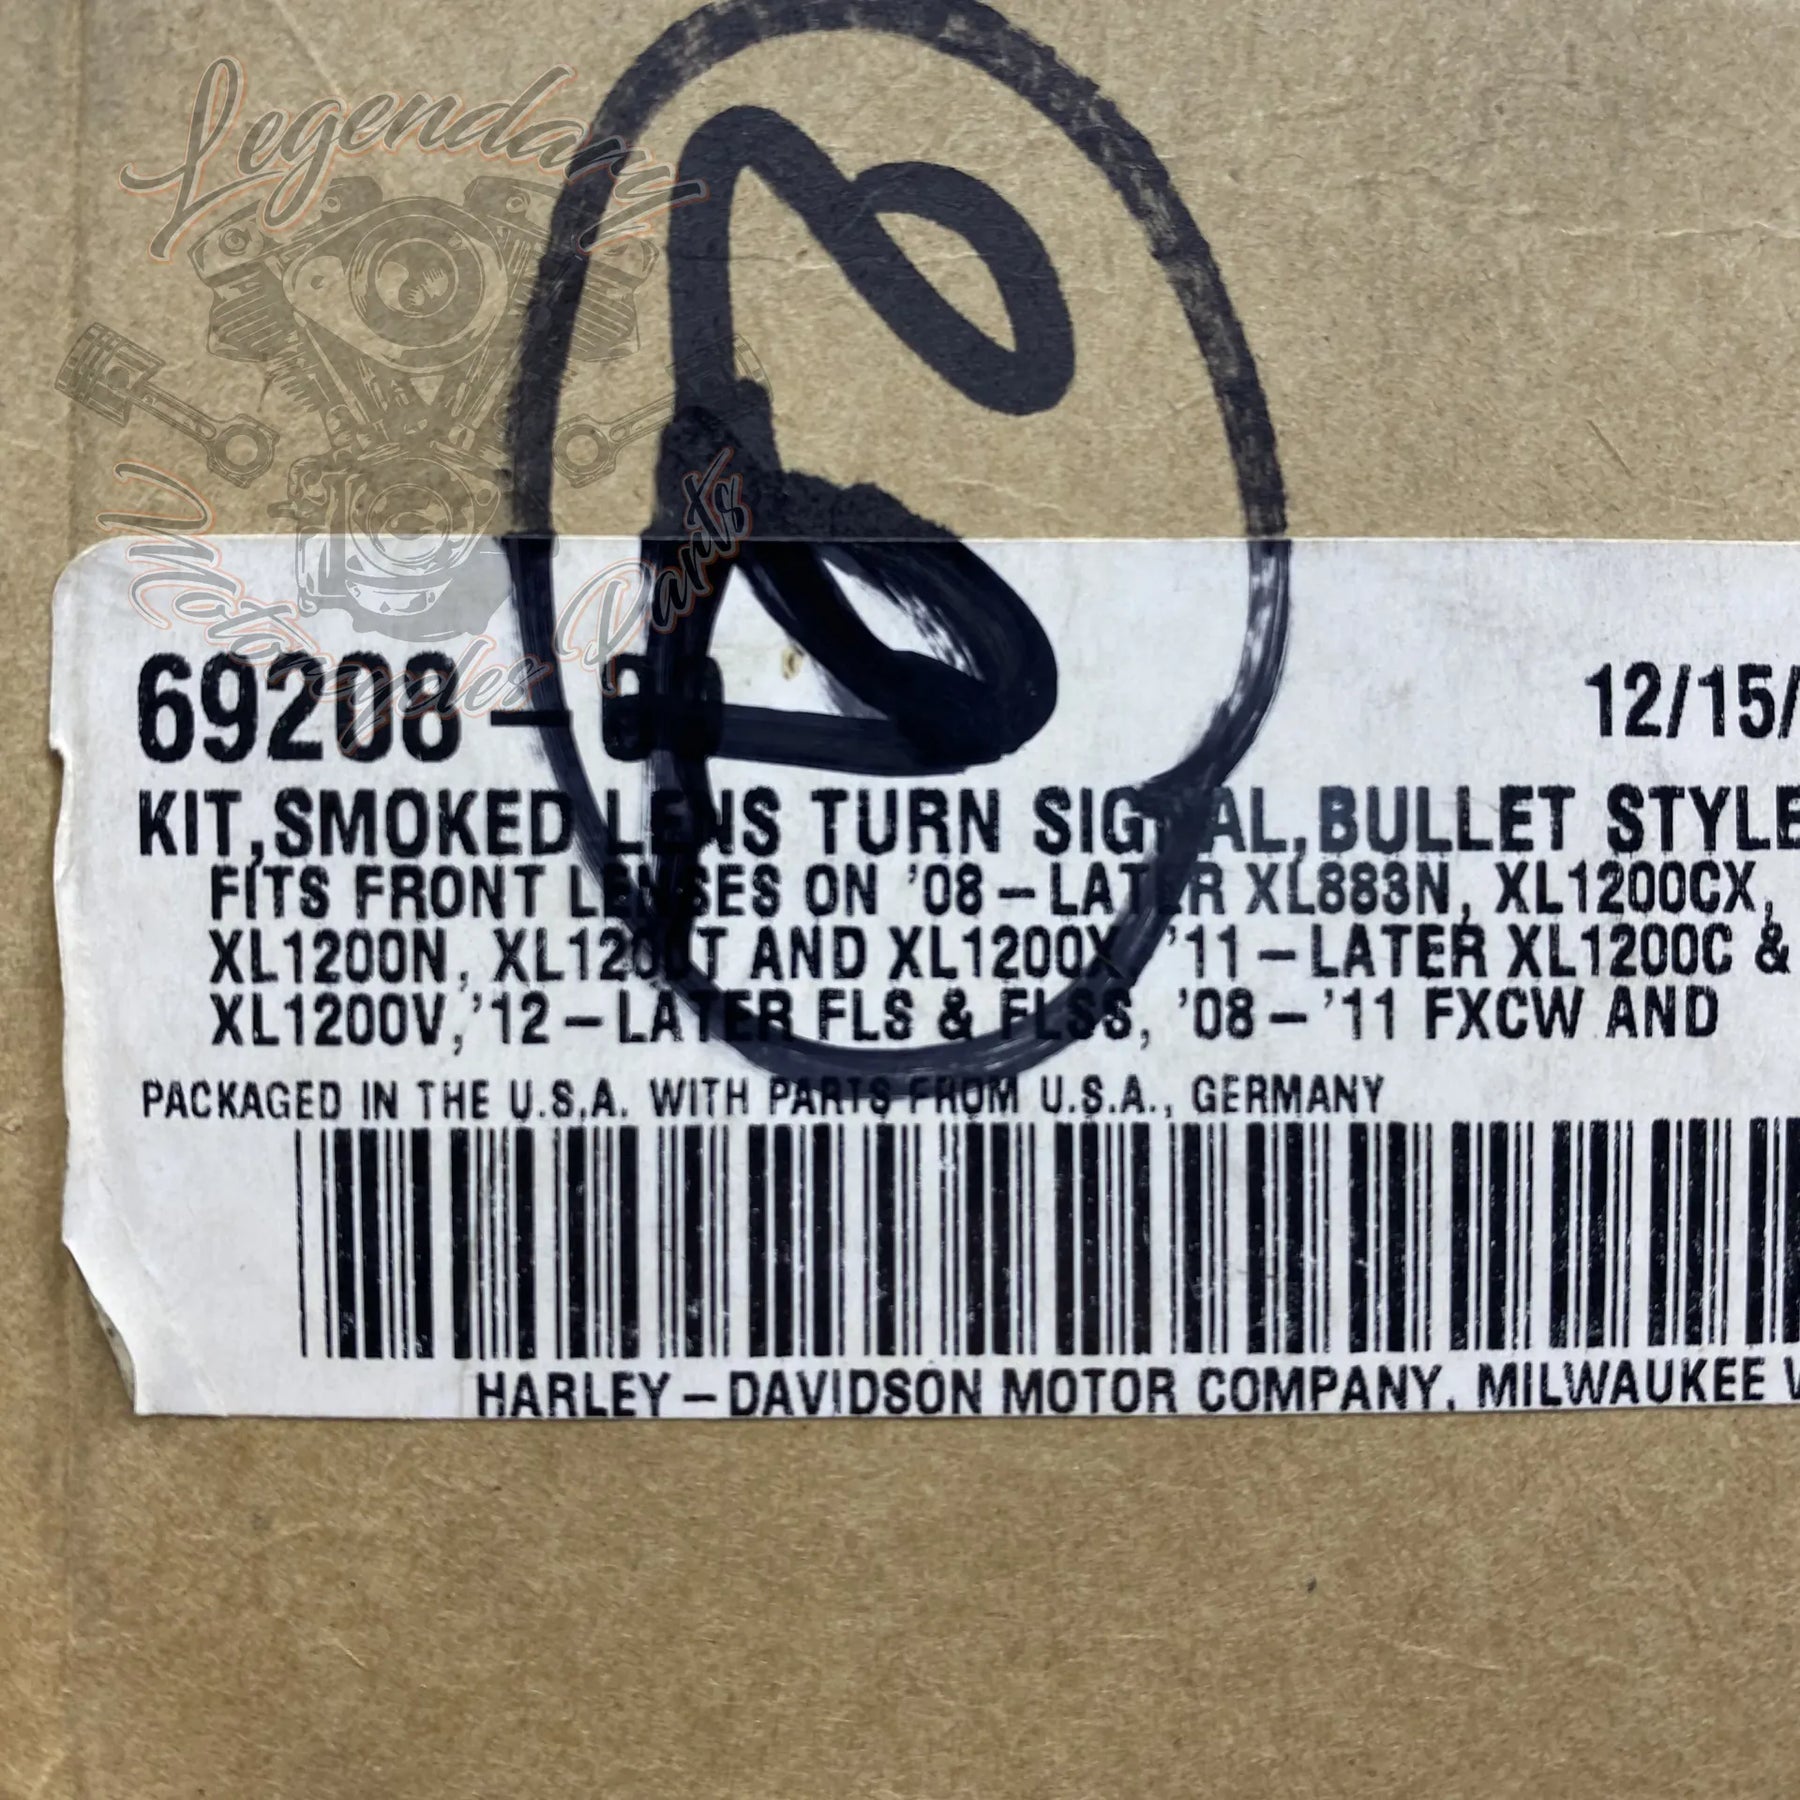 Legendary
Motorcycles Parts
69208-
12/15/
KIT,SMOKED LENS TURN SIGNAL,BULLET STYLE
FITS FRONT LENSES ON '08-LATER XL883N, XL1200CX,
XL1200N, XL1200T AND XL1200X, '11-LATER XL1200C &
XL1200V,'12-LATER FLS & FLSS, '08-'11 FXCW AND
PACKAGED IN THE U.S.A. WITH PARTS FROM U.S.A., GERMANY
HARLEY-DAVIDSON MOTOR COMPANY, MILWAUKEE